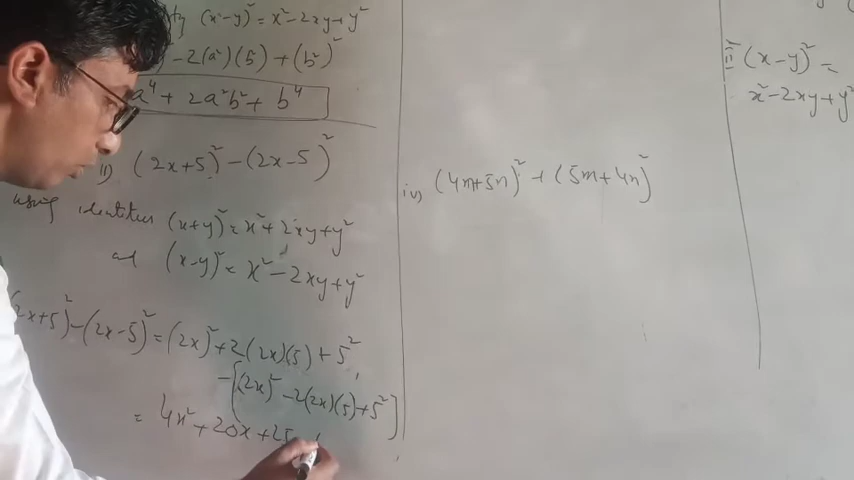 (x-y)² = x²-2xy+y²
-2(a²)(b²)+(b²)²
a⁴ + 2a²b² + b⁴
ii) (2x+5)² -(2x-5)²
using identities (x+y)² = x²+2xy+y²
and (x-y)² = x²-2xy+y²
(2x+5)²-(2x-5)² = (2x)²+2(2x)(5)+5²
-[(2x)² -2(2x)(5)+5²]
= 4x²+20x+25
iv) (4m+5n)² + (5m+4n)²
ii (x-y)² =
x²-2xy+y²